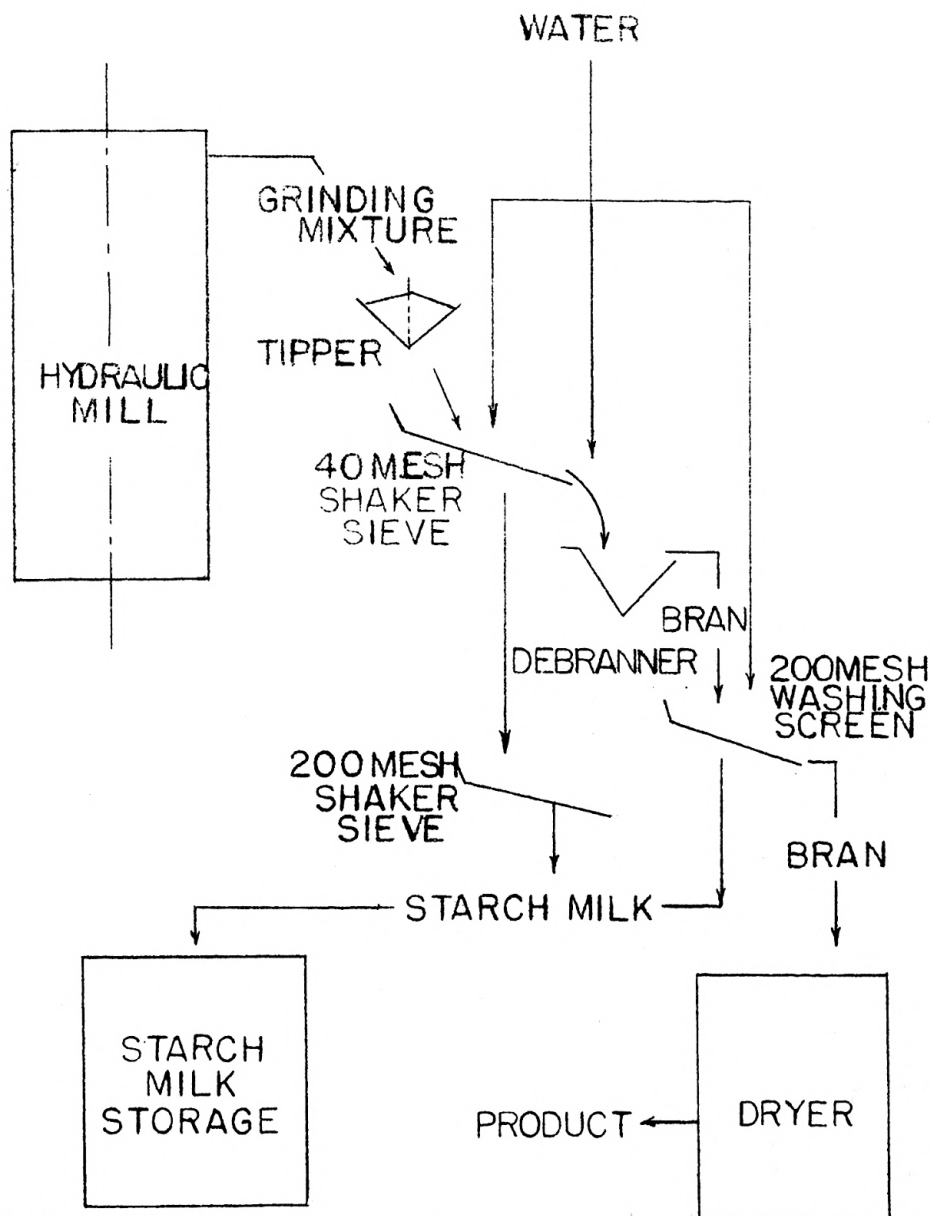 WATER
GRINDING
MIXTURE
TIPPER
HYDRAULIC
MILL
40 MESH
SHAKER
SIEVE
BRAN
DEBRANNER
200 MESH
WASHING
SCREEN
200 MESH
SHAKER
SIEVE
BRAN
STARCH MILK
STARCH
MILK
STORAGE
PRODUCT
DRYER